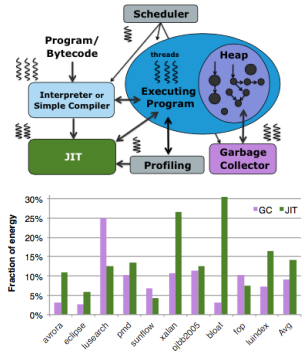 Scheduler
Program/
Bytecode
threads
Heap
Interpreter or
Simple Compiler
Executing
Program
JIT
Profiling
Garbage
Collector
30%
25%
20%
15%
10%
5%
0%
Fraction of energy
GC JIT
avrora
eclipse
lusearch
pmd
sunflow
xalan
pjbb2005
bloat
fop
luindex
Avg